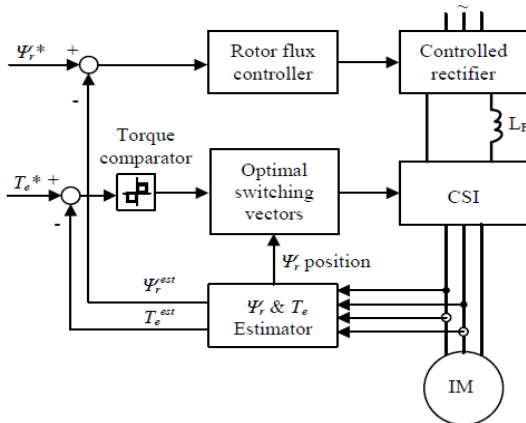 ~
Ψr*
+
-
Rotor flux
controller
Controlled
rectifier
Torque
comparator
Te*
+
-
Optimal
switching
vectors
CSI
Ψr position
Ψr est
Te est
Ψr & Te
Estimator
IM